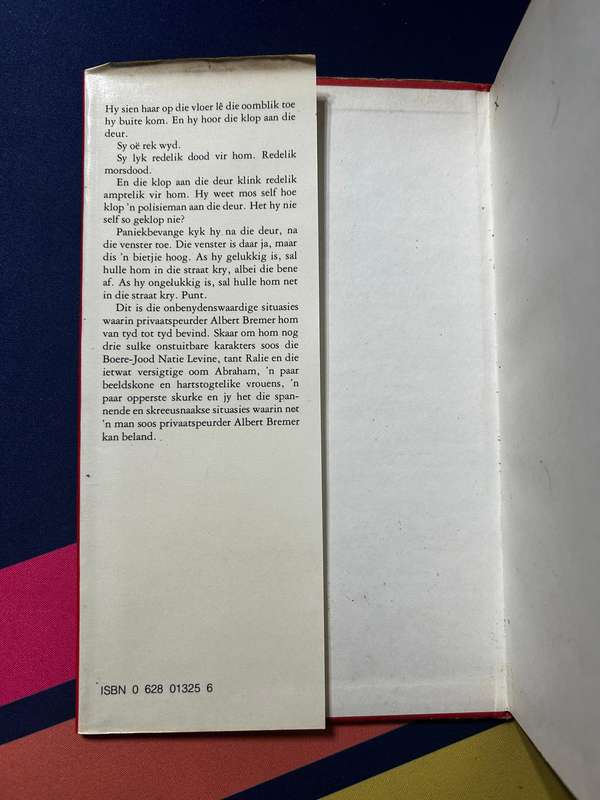 Hy sien haar op die vloer lê die oomblik toe
hy buite kom. En hy hoor die klop aan die
deur.
Sy oë rek wyd.
Sy lyk redelik dood vir hom. Redelik
morsdood.
En die klop aan die deur klink redelik
amptelik vir hom. Hy weet mos self hoe
klop 'n polisieman aan die deur. Het hy nie
self so geklop nie?
Paniekbevange kyk hy na die deur, na
die venster toe. Die venster is daar ja, maar
dis 'n bietjie hoog. As hy gelukkig is, sal
hulle hom in die straat kry, albei die bene
af. As hy ongelukkig is, sal hulle hom net
in die straat kry. Punt.
Dit is die onbenydenswaardige situasies
waarin privaatspeurder Albert Bremer hom
van tyd tot tyd bevind. Skaar om hom nog
drie sulke onstuitbare karakters soos die
Boere-Jood Natie Levine, tant Ralie en die
ietwat versigtige oom Abraham, 'n paar
beeldskone en hartstogtelike vrouens, 'n
paar opperste skurke en jy het die span-
nende en skreeusnaakse situasies waarin net
'n man soos privaatspeurder Albert Bremer
kan beland.
ISBN 0 628 01325 6